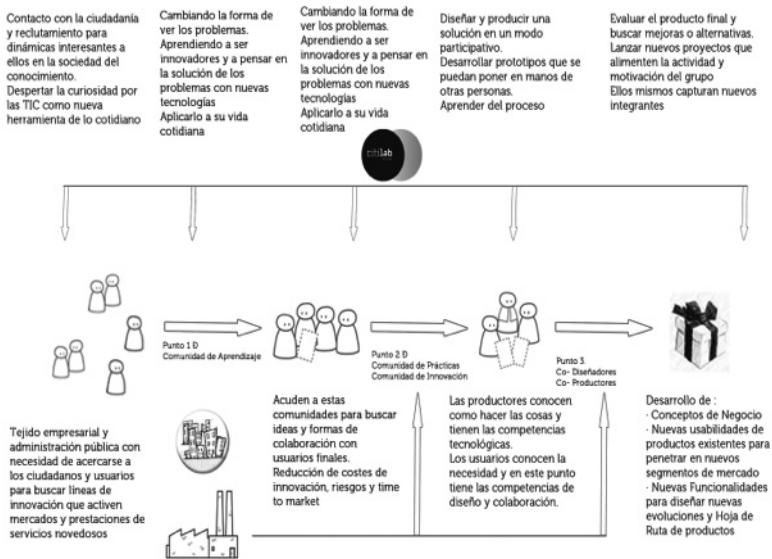 Contacto con la ciudadanía
y reclutamiento para
dinámicas interesantes a
ellos en la sociedad del
conocimiento.
Despertar la curiosidad por
las TIC como nueva
herramienta de lo cotidiano
Cambiando la forma de
ver los problemas.
Aprendiendo a ser
innovadores y a pensar en
la solución de los
problemas con nuevas
tecnologías
Aplicarlo a su vida
cotidiana
Cambiando la forma de
ver los problemas.
Aprendiendo a ser
innovadores y a pensar en
la solución de los
problemas con nuevas
tecnologías
Aplicarlo a su vida
cotidiana
Diseñar y producir una
solución en un modo
participativo.
Desarrollar prototipos que se
puedan poner en manos de
otras personas.
Aprender del proceso
Evaluar el producto final y
buscar mejoras o alternativas.
Lanzar nuevos proyectos que
alimenten la actividad y
motivación del grupo
Ellos mismos capturan nuevos
integrantes
citilab
Punto 1 Đ
Comunidad de Aprendizaje
Punto 2 Đ
Comunidad de Prácticas
Comunidad de Innovación
Punto 3.
Co- Diseñadores
Co- Productores
Tejido empresarial y
administración pública con
necesidad de acercarse a
los ciudadanos y usuarios
para buscar líneas de
innovación que activen
mercados y prestaciones de
servicios novedosos
Acuden a estas
comunidades para buscar
ideas y formas de
colaboración con
usuarios finales.
Reducción de costes de
innovación, riesgos y time
to market
Las productores conocen
como hacer las cosas y
tienen las competencias
tecnológicas.
Los usuarios conocen la
necesidad y en este punto
tiene las competencias de
diseño y colaboración.
Desarrollo de :
· Conceptos de Negocio
· Nuevas usabilidades de
productos existentes para
penetrar en nuevos
segmentos de mercado
· Nuevas Funcionalidades
para diseñar nuevas
evoluciones y Hoja de
Ruta de productos